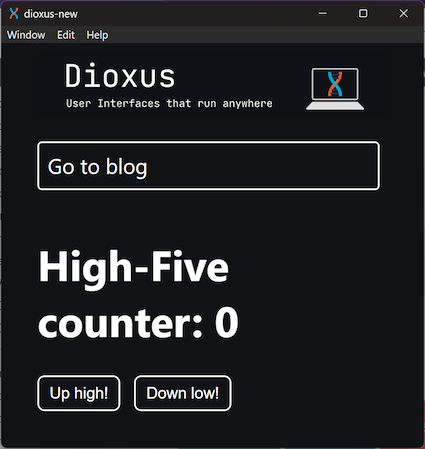 dioxus-new
Window Edit Help
Dioxus
User Interfaces that run anywhere
Go to blog
High-Five
counter: 0
Up high! Down low!